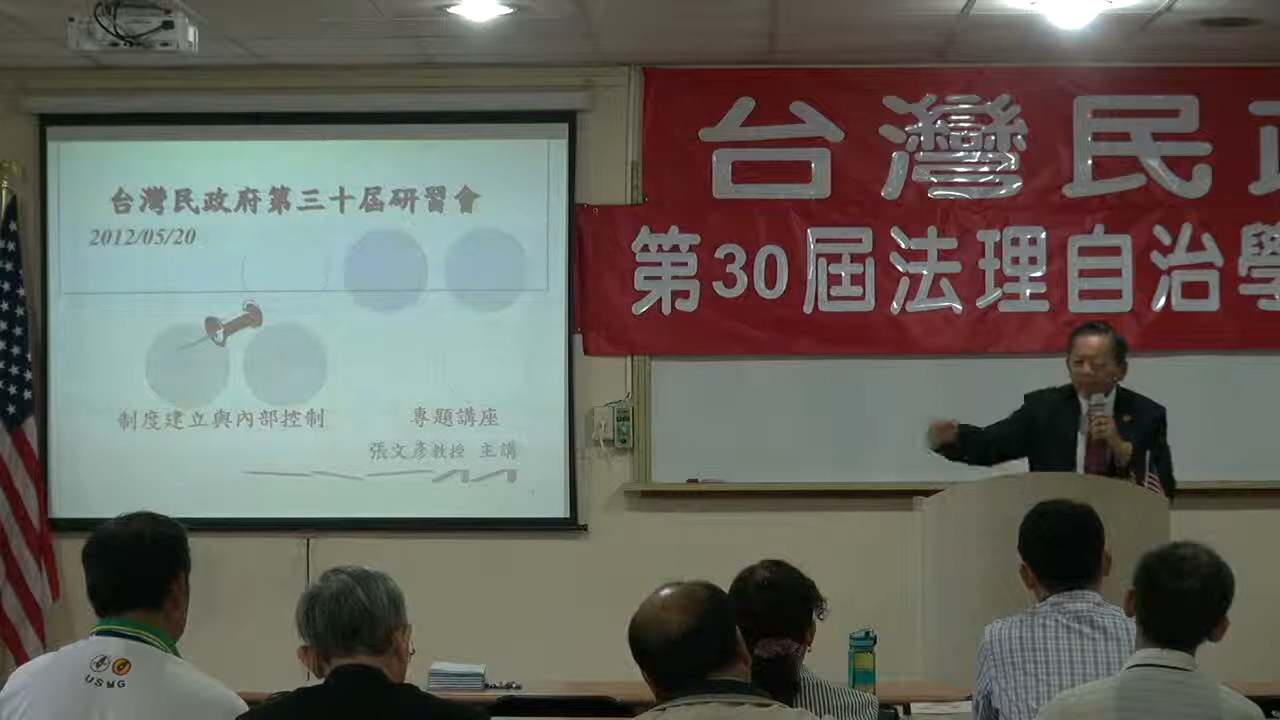 台灣民政府第三十屆研習會
2012/05/20
制度建立與內部控制 專題講座
張文彥教授 主講
台灣民政
第30屆法理自治學
USMG